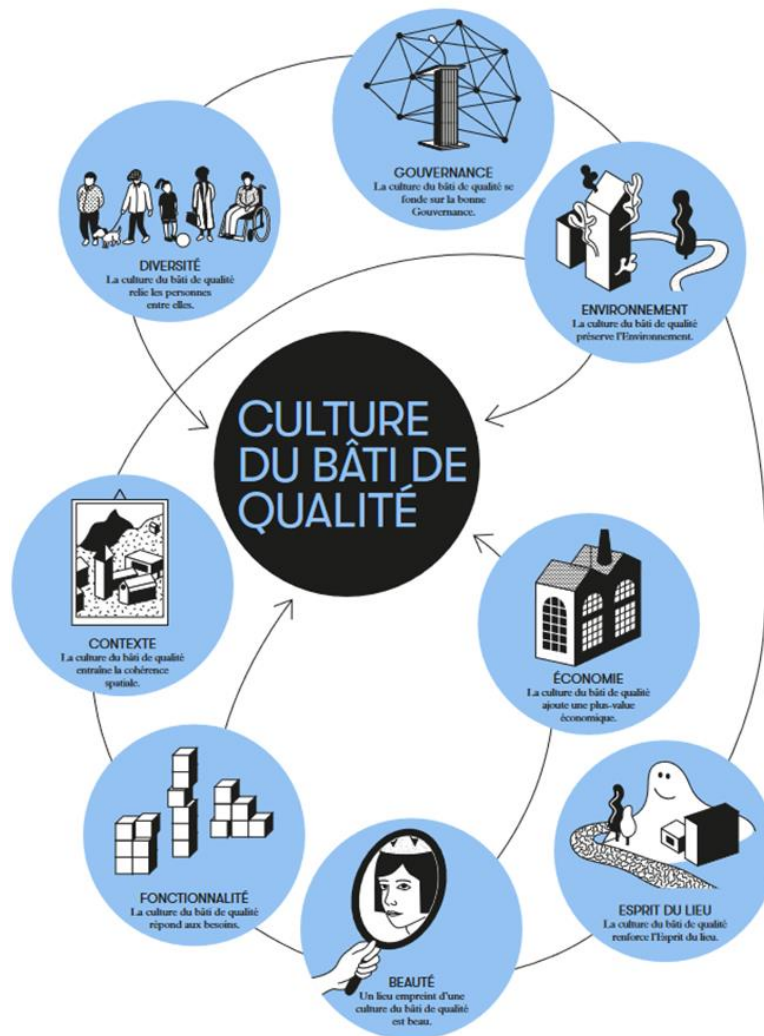 GOUVERNANCE
La culture du bâti de qualité se
fonde sur la bonne
Gouvernance.
DIVERSITÉ
La culture du bâti de qualité
relie les personnes
entre elles.
ENVIRONNEMENT
La culture du bâti de qualité
préserve l'Environnement.
CULTURE
DU BÂTI DE
QUALITÉ
CONTEXTE
La culture du bâti de qualité
entraîne la cohérence
spatiale.
ÉCONOMIE
La culture du bâti de qualité
ajoute une plus-value
économique.
FONCTIONNALITÉ
La culture du bâti de qualité
répond aux besoins.
ESPRIT DU LIEU
La culture du bâti de qualité
renforce l'Esprit du lieu.
BEAUTÉ
Un lieu empreint d'une
culture du bâti de qualité
est beau.